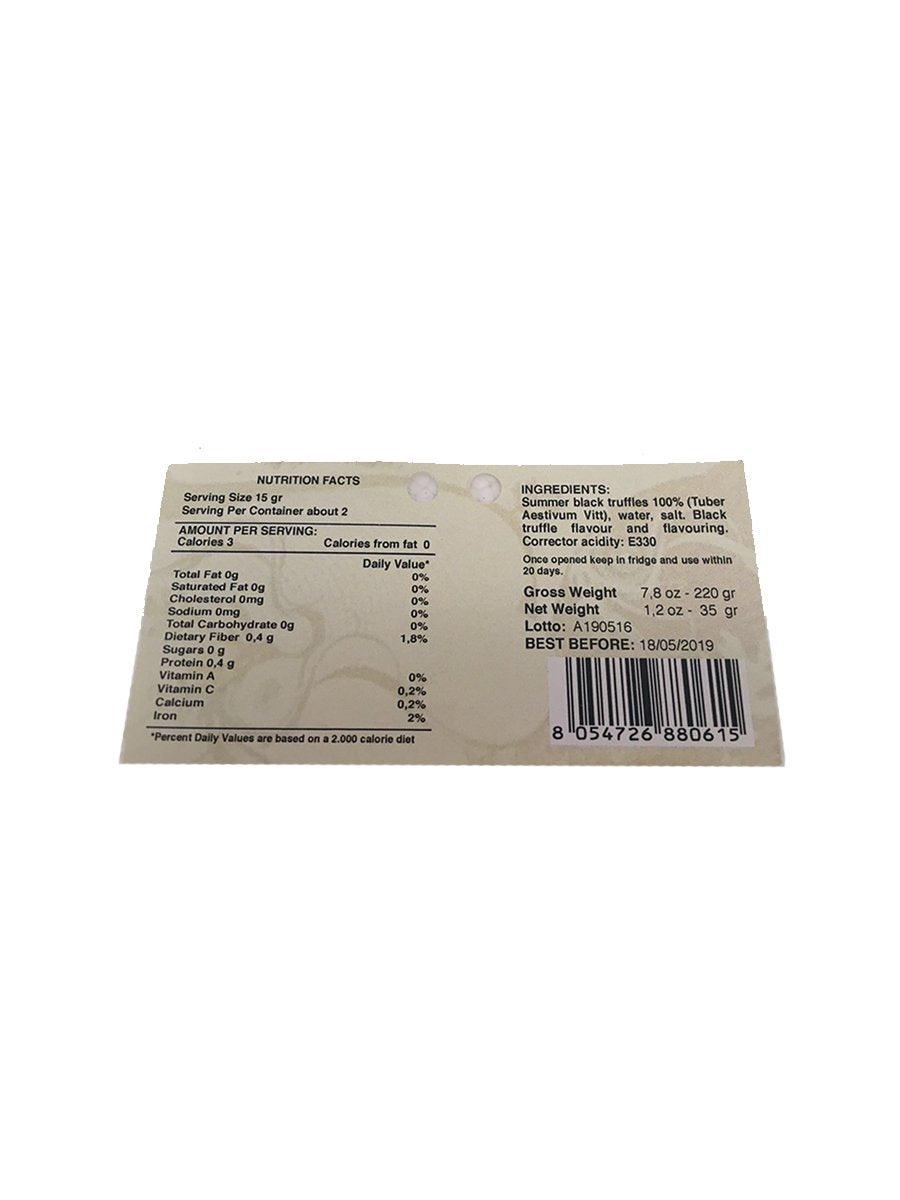 NUTRITION FACTS
Serving Size 15 gr
Serving Per Container about 2
AMOUNT PER SERVING:
Calories 3 Calories from fat 0
Daily Value*
Total Fat 0g 0%
Saturated Fat 0g 0%
Cholesterol 0mg 0%
Sodium 0mg 0%
Total Carbohydrate 0g 0%
Dietary Fiber 0,4 g 1,8%
Sugars 0 g
Protein 0,4 g
Vitamin A 0%
Vitamin C 0,2%
Calcium 0,2%
Iron 2%
*Percent Daily Values are based on a 2.000 calorie diet
INGREDIENTS:
Summer black truffles 100% (Tuber
Aestivum Vitt), water, salt. Black
truffle flavour and flavouring.
Corrector acidity: E330
Once opened keep in fridge and use within
20 days.
Gross Weight 7,8 oz - 220 gr
Net Weight 1,2 oz - 35 gr
Lotto: A190516
BEST BEFORE: 18/05/2019
8 054726 880615